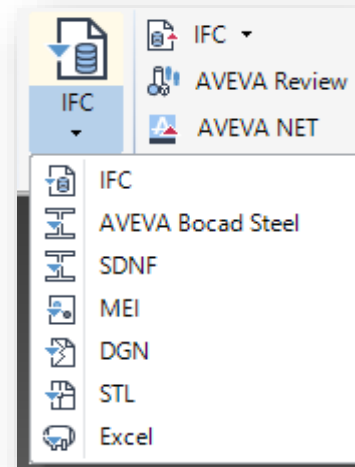 IFC
IFC
AVEVA Review
AVEVA NET
IFC
AVEVA Bocad Steel
SDNF
MEI
DGN
STL
Excel